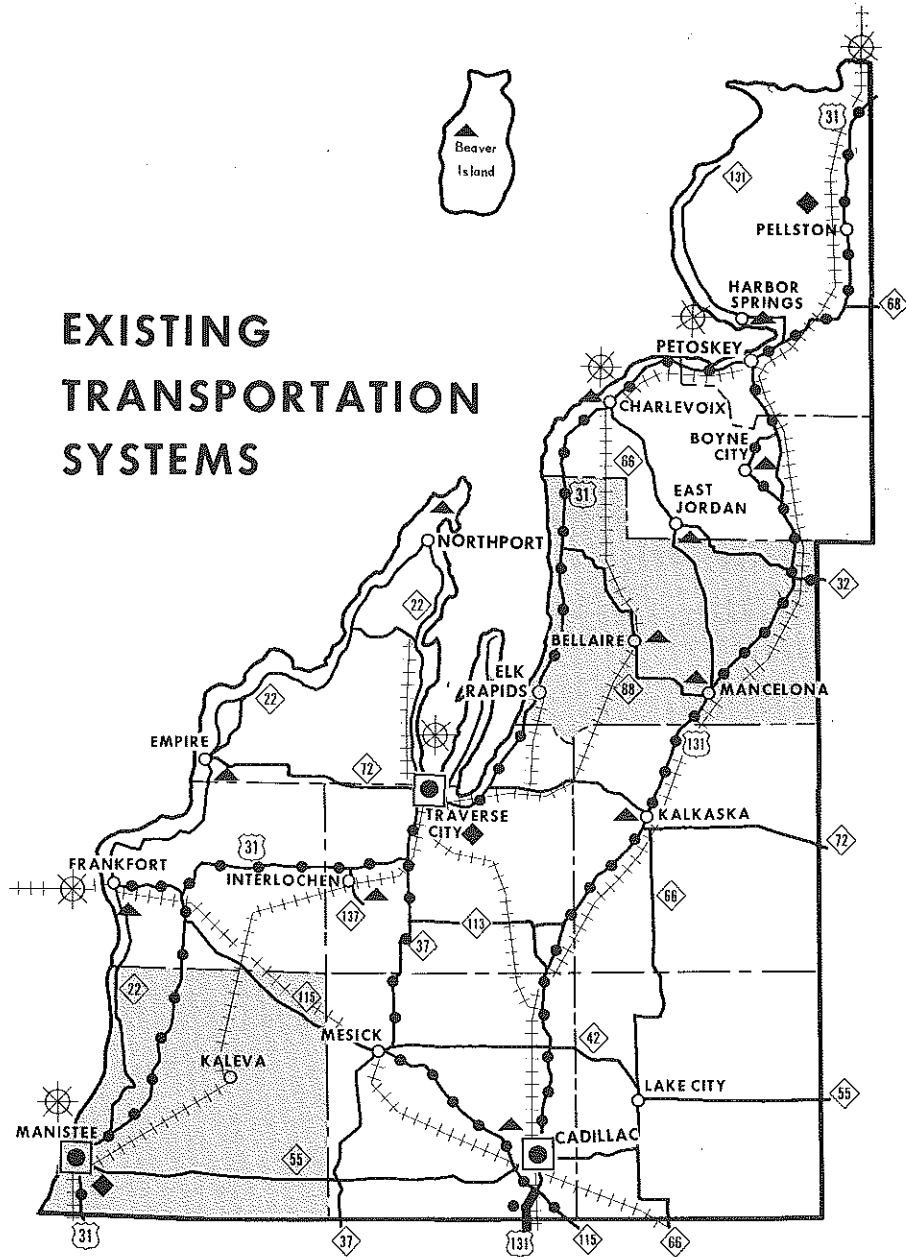 Beaver
Island
31
131
PELLSTON
HARBOR
SPRINGS
68
EXISTING
TRANSPORTATION
SYSTEMS
PETOSKEY
CHARLEVOIX
BOYNE
CITY
66
31
EAST
JORDAN
NORTHPORT
22
32
BELLAIRE
ELK
RAPIDS
88
MANCELONA
22
131
EMPIRE
72
TRAVERSE
CITY
KALKASKA
72
31
FRANKFORT
INTERLOCHEN
137
66
113
37
22
115
MESICK
42
KALEVA
LAKE CITY
55
MANISTEE
CADILLAC
55
31
37
131
115
66